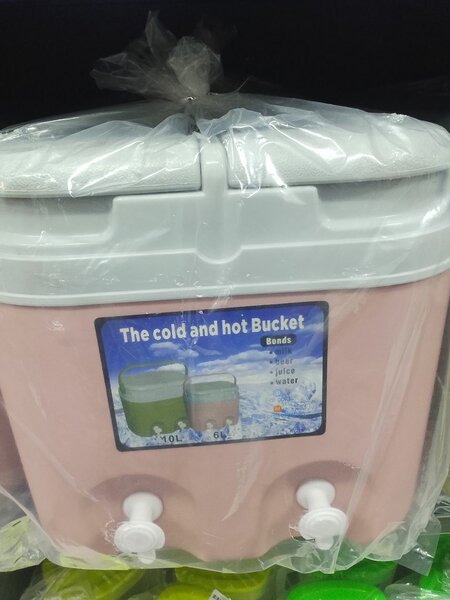 The cold and hot Bucket
Bonds
• milk
• beer
• juice
• water
10L
6L